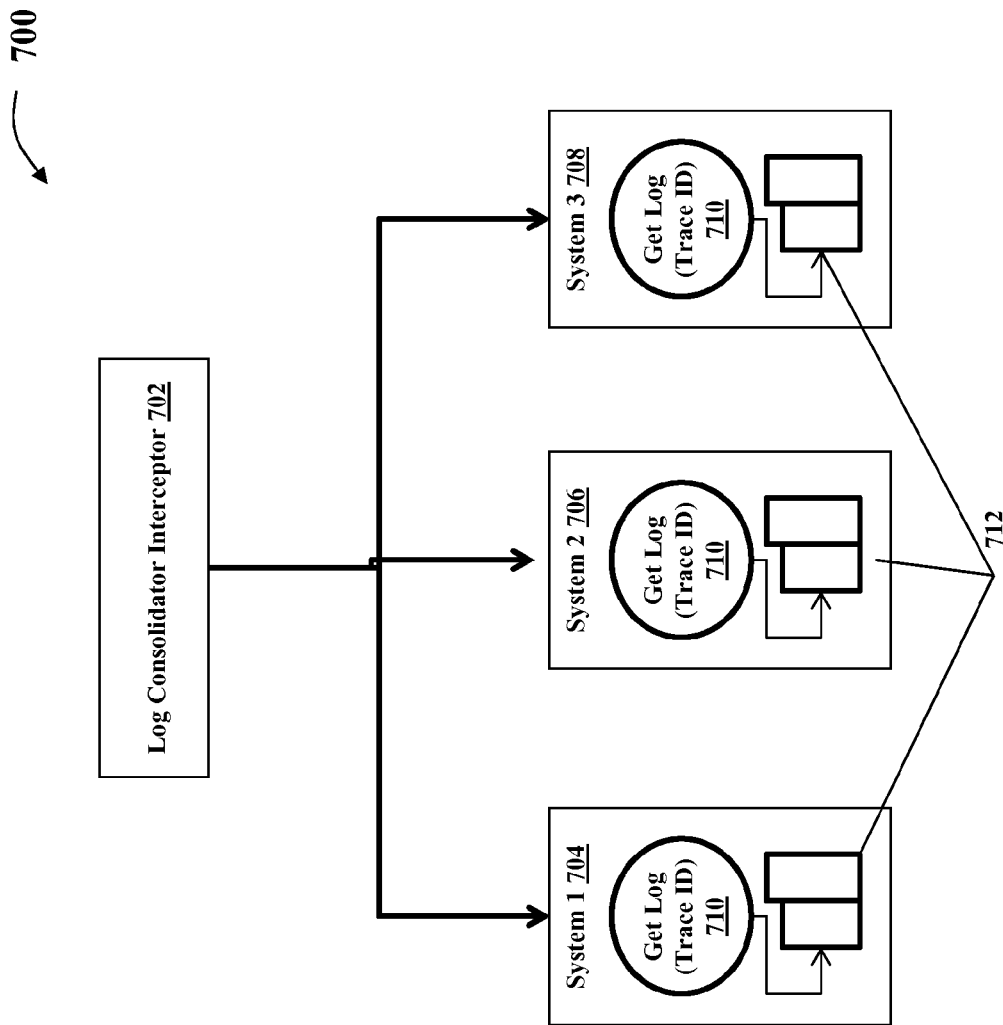 700
Log Consolidator Interceptor 702
System 1 704
Get Log
(Trace ID)
710
System 2 706
Get Log
(Trace ID)
710
System 3 708
Get Log
(Trace ID)
710
712